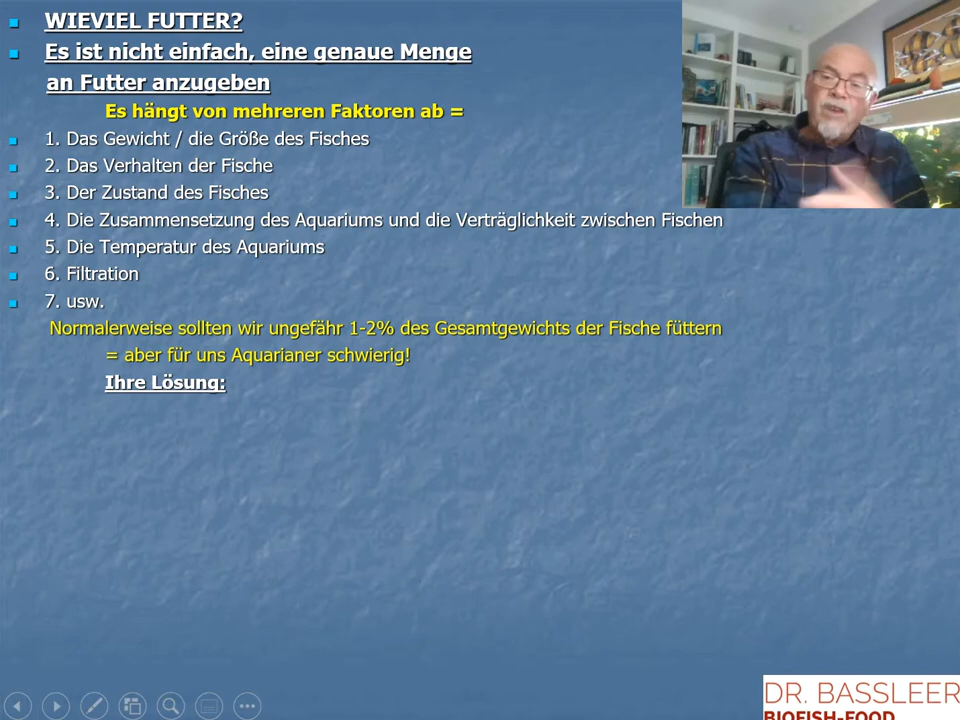 WIEVIEL FUTTER?
Es ist nicht einfach, eine genaue Menge
an Futter anzugeben
Es hängt von mehreren Faktoren ab =
1. Das Gewicht / die Größe des Fisches
2. Das Verhalten der Fische
3. Der Zustand des Fisches
4. Die Zusammensetzung des Aquariums und die Verträglichkeit zwischen Fischen
5. Die Temperatur des Aquariums
6. Filtration
7. usw.
Normalerweise sollten wir ungefähr 1-2% des Gesamtgewichts der Fische füttern
= aber für uns Aquarianer schwierig!
Ihre Lösung:
DR. BASSLEER
BIOFISH-FOOD